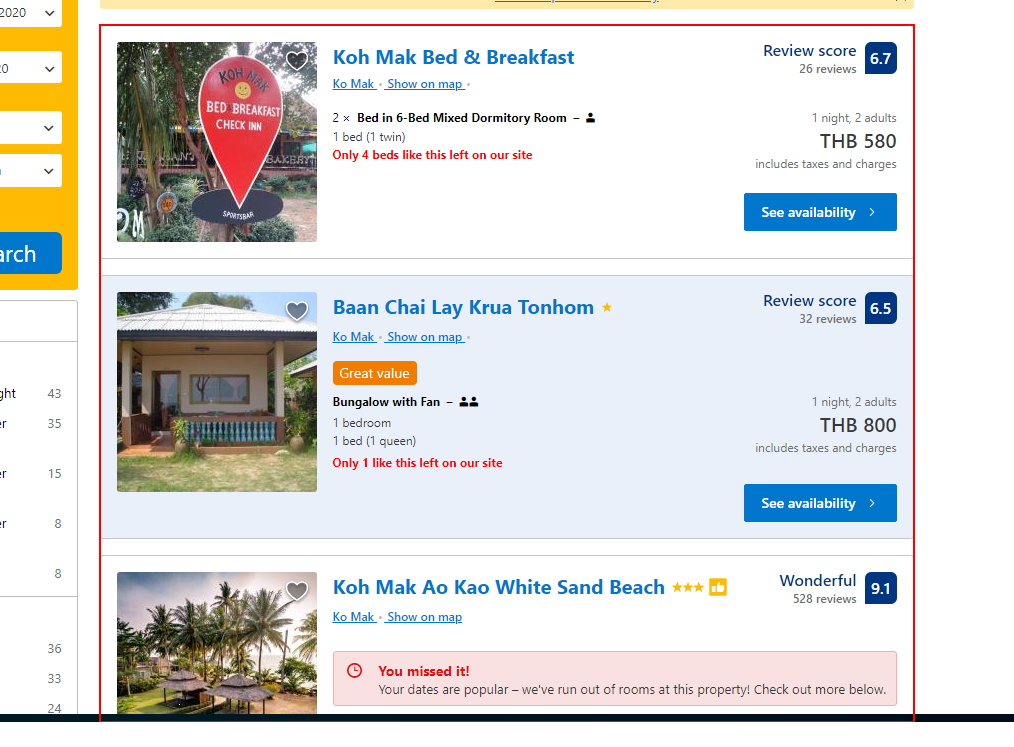 2020
20
arch
ght 43
er 35
er 15
er 8
8
36
33
24
KOH MAK
BED & BREAKFAST
CHECK INN
BAKERY
SPORTSBAR
Koh Mak Bed & Breakfast
Ko Mak • Show on map •
2 × Bed in 6-Bed Mixed Dormitory Room –
1 bed (1 twin)
Only 4 beds like this left on our site
Review score 6.7
26 reviews
1 night, 2 adults
THB 580
includes taxes and charges
See availability
Baan Chai Lay Krua Tonhom
Ko Mak • Show on map •
Great value
Bungalow with Fan –
1 bedroom
1 bed (1 queen)
Only 1 like this left on our site
Review score 6.5
32 reviews
1 night, 2 adults
THB 800
includes taxes and charges
See availability
Koh Mak Ao Kao White Sand Beach
Ko Mak • Show on map
Wonderful 9.1
528 reviews
You missed it!
Your dates are popular – we've run out of rooms at this property! Check out more below.